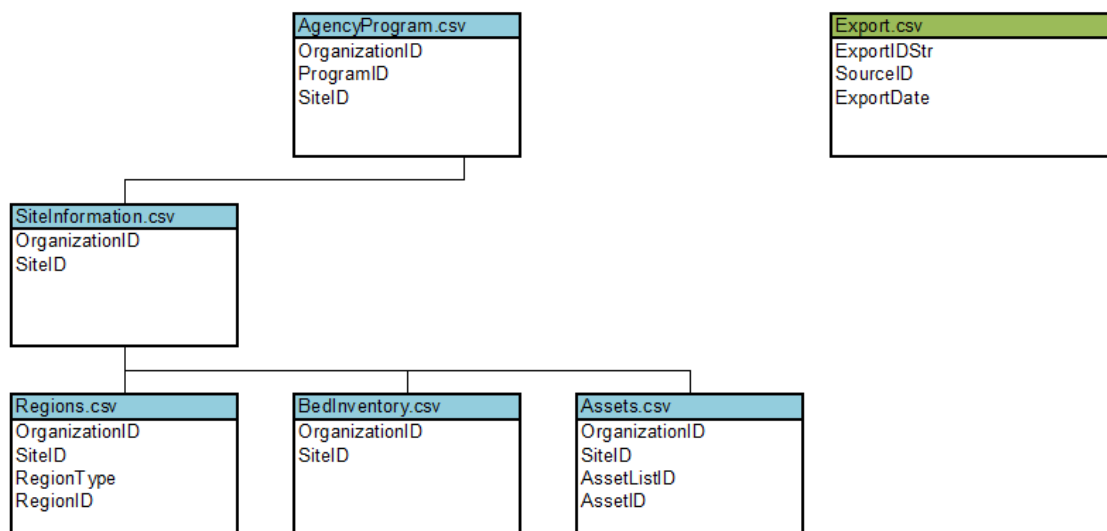 AgencyProgram.csv
OrganizationID
ProgramID
SiteID
Export.csv
ExportIDStr
SourceID
ExportDate
SiteInformation.csv
OrganizationID
SiteID
Regions.csv
OrganizationID
SiteID
RegionType
RegionID
BedInventory.csv
OrganizationID
SiteID
Assets.csv
OrganizationID
SiteID
AssetListID
AssetID